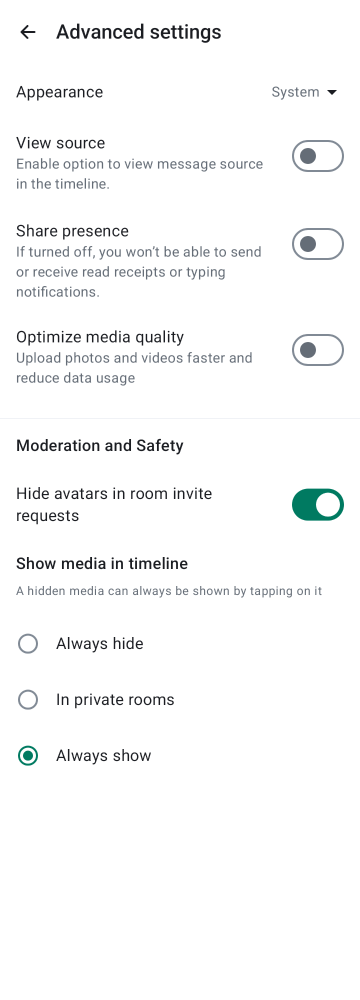 Advanced settings
Appearance
System
View source
Enable option to view message source
in the timeline.
Share presence
If turned off, you won’t be able to send
or receive read receipts or typing
notifications.
Optimize media quality
Upload photos and videos faster and
reduce data usage
Moderation and Safety
Hide avatars in room invite
requests
Show media in timeline
A hidden media can always be shown by tapping on it
Always hide
In private rooms
Always show